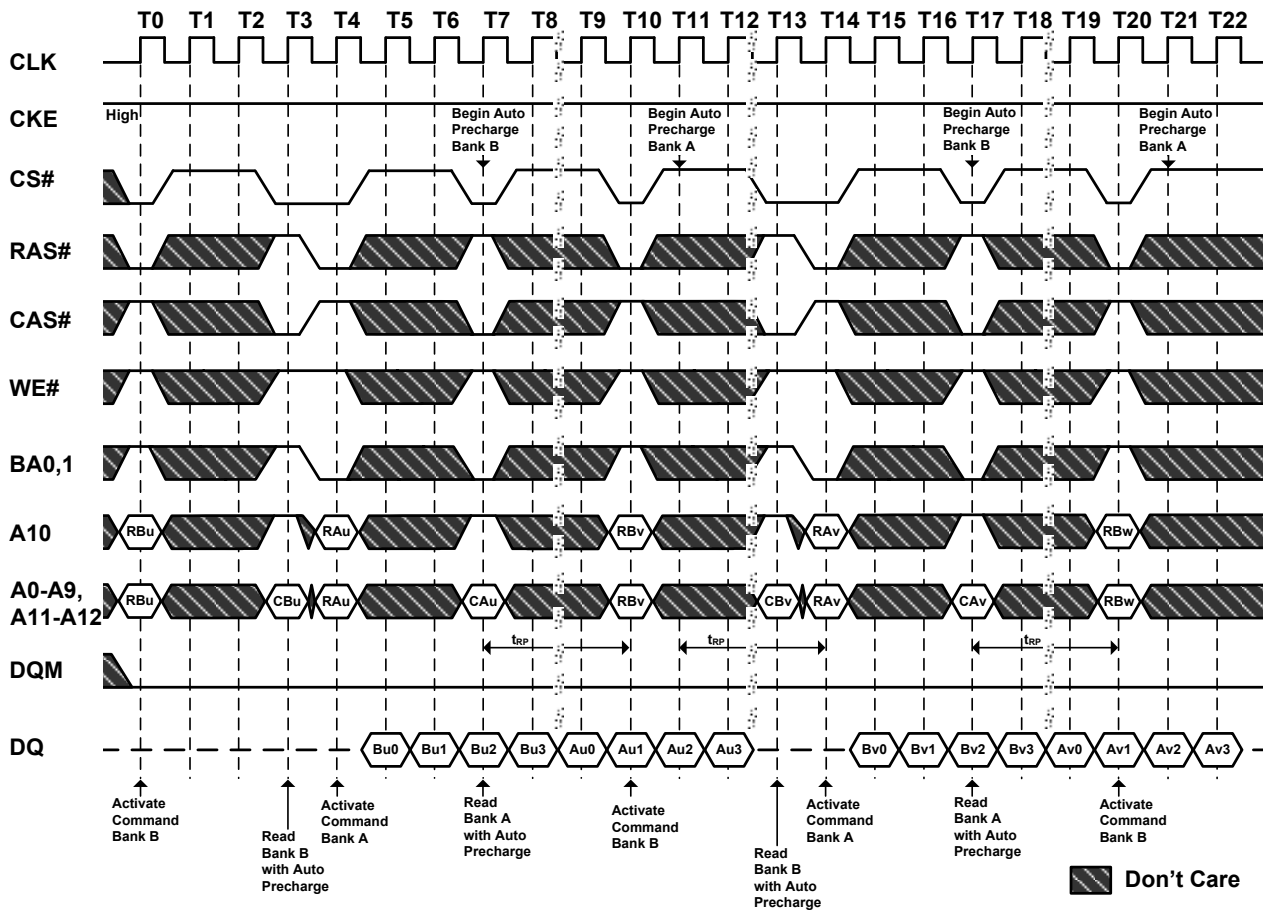 T0 T1 T2 T3 T4 T5 T6 T7 T8 T9 T10 T11 T12 T13 T14 T15 T16 T17 T18 T19 T20 T21 T22
CLK
CKE
High
Begin Auto
Precharge
Bank B
Begin Auto
Precharge
Bank A
Begin Auto
Precharge
Bank B
Begin Auto
Precharge
Bank A
CS#
RAS#
CAS#
WE#
BA0,1
A10
RBu RAu RBv RAv RBw
A0-A9,
A11-A12
RBu CBu RAu CAu RBv CBv RAv CAv RBw
tRP tRP tRP
DQM
DQ
Bu0 Bu1 Bu2 Bu3 Au0 Au1 Au2 Au3 Bv0 Bv1 Bv2 Bv3 Av0 Av1 Av2 Av3
Activate
Command
Bank B
Read
Bank B
with Auto
Precharge
Activate
Command
Bank A
Read
Bank A
with Auto
Precharge
Activate
Command
Bank B
Read
Bank B
with Auto
Precharge
Activate
Command
Bank A
Read
Bank A
with Auto
Precharge
Activate
Command
Bank B
Don't Care